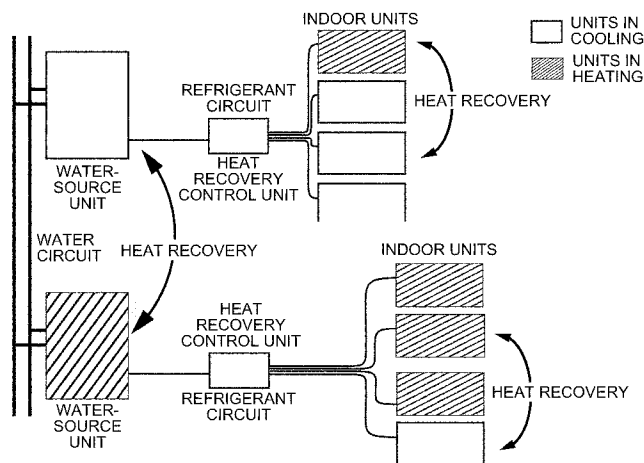 INDOOR UNITS
UNITS IN
COOLING
UNITS IN
HEATING
REFRIGERANT
CIRCUIT
HEAT RECOVERY
HEAT
RECOVERY
CONTROL UNIT
WATER-
SOURCE
UNIT
WATER
CIRCUIT
HEAT RECOVERY
INDOOR UNITS
HEAT
RECOVERY
CONTROL UNIT
HEAT RECOVERY
REFRIGERANT
CIRCUIT
WATER-
SOURCE
UNIT